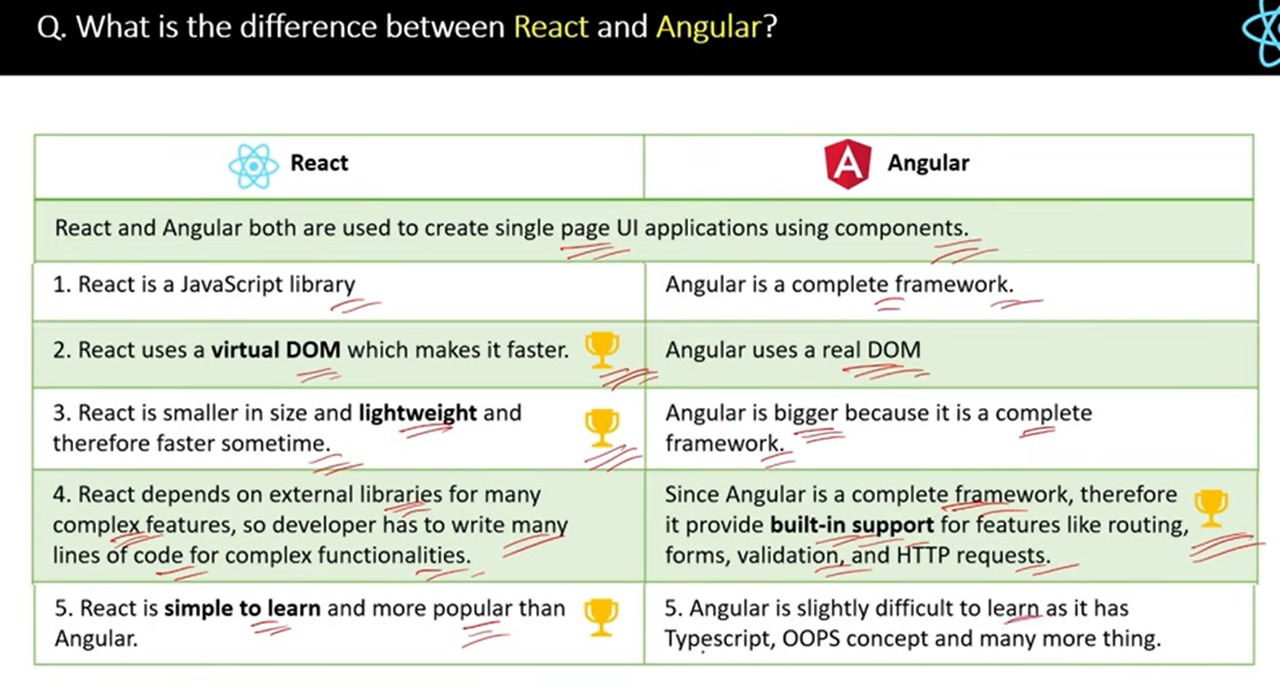 Q. What is the difference between React and Angular?
React
A Angular
React and Angular both are used to create single page UI applications using components.
1. React is a JavaScript library
Angular is a complete framework.
2. React uses a virtual DOM which makes it faster.
Angular uses a real DOM
3. React is smaller in size and lightweight and
therefore faster sometime.
Angular is bigger because it is a complete
framework.
4. React depends on external libraries for many
complex features, so developer has to write many
lines of code for complex functionalities.
Since Angular is a complete framework, therefore
it provide built-in support for features like routing,
forms, validation, and HTTP requests.
5. React is simple to learn and more popular than
Angular.
5. Angular is slightly difficult to learn as it has
Typescript, OOPS concept and many more thing.